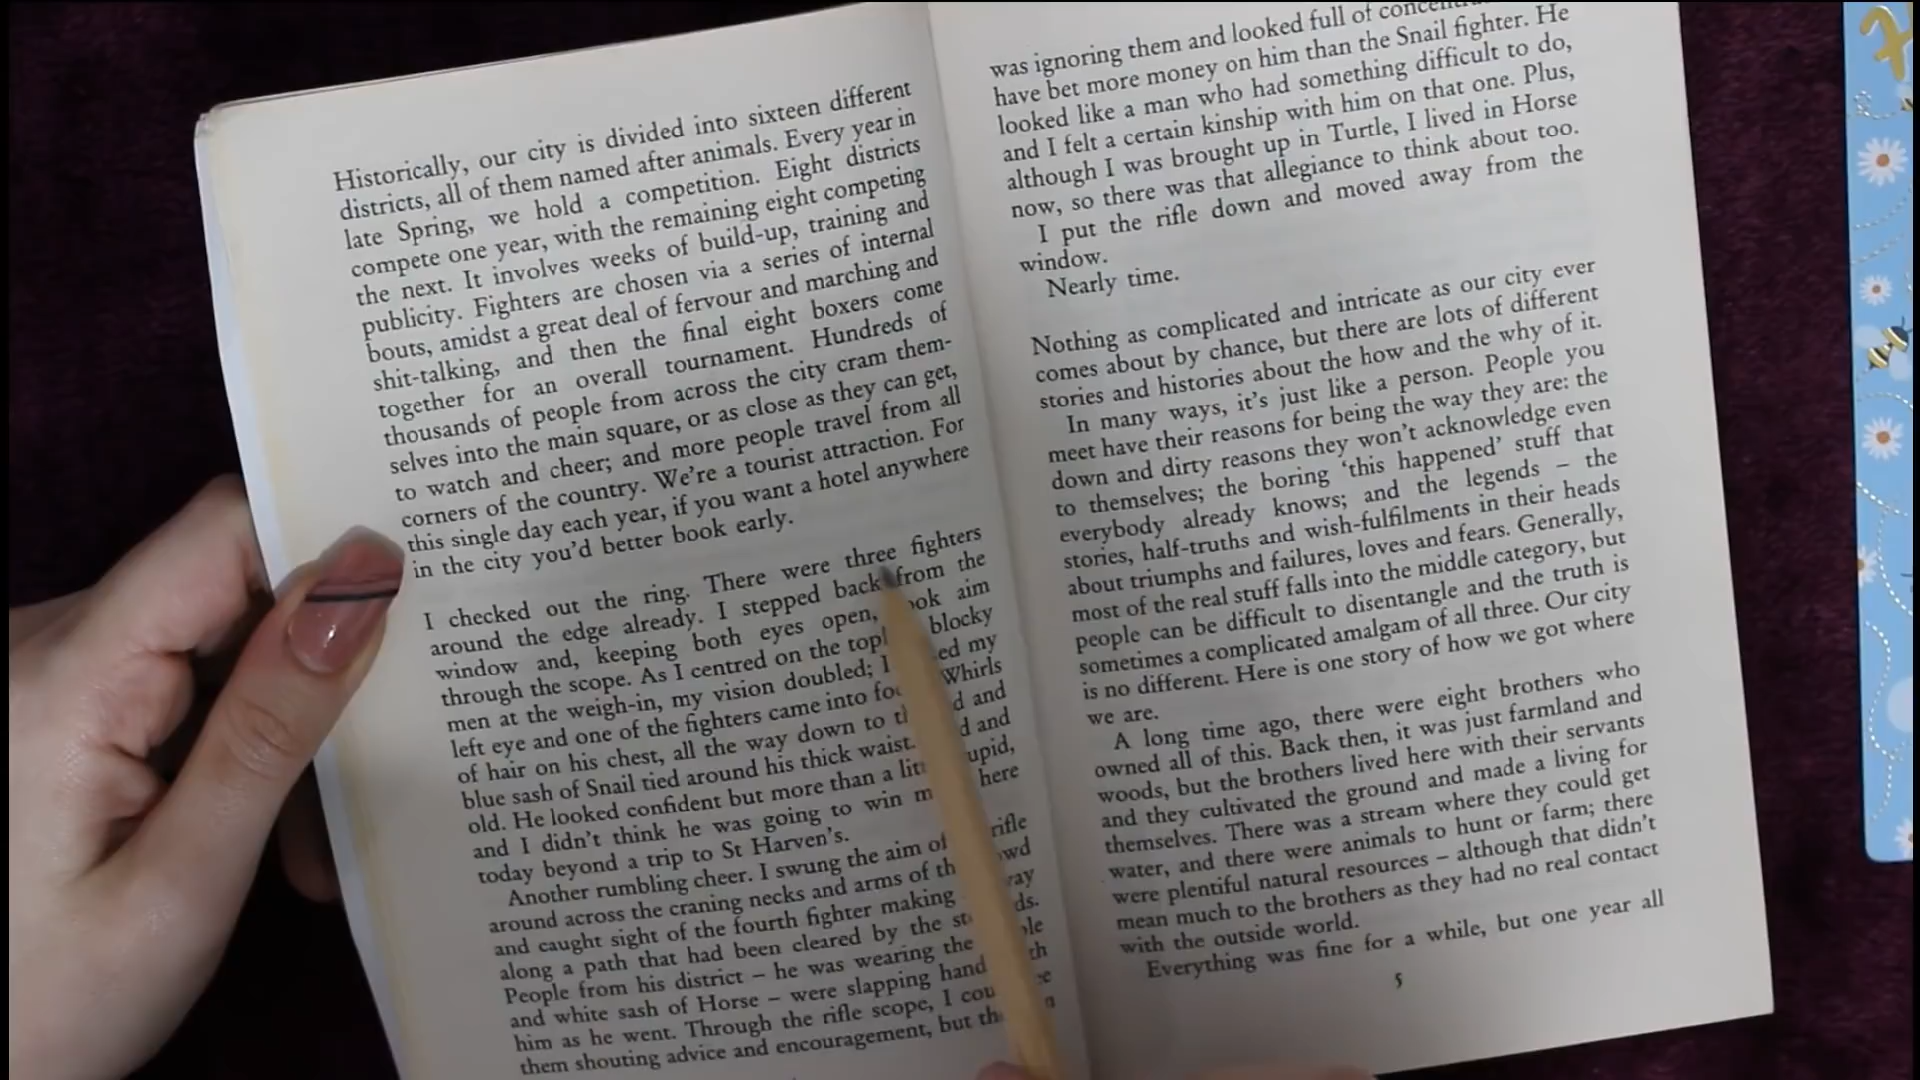 Historically, our city is divided into sixteen different
districts, all of them named after animals. Every year in
late Spring, we hold a competition. Eight districts
compete one year, with the remaining eight competing
the next. It involves weeks of build-up, training and
publicity. Fighters are chosen via a series of internal
bouts, amidst a great deal of fervour and marching and
shit-talking, and then the final eight boxers come
together for an overall tournament. Hundreds of
thousands of people from across the city cram them-
selves into the main square, or as close as they can get,
to watch and cheer; and more people travel from all
corners of the country. We're a tourist attraction. For
this single day each year, if you want a hotel anywhere
in the city you'd better book early.
I checked out the ring. There were three fighters
around the edge already. I stepped back from the
window and, keeping both eyes open, ook aim
through the scope. As I centred on the topl blocky
men at the weigh-in, my vision doubled; I ed my
left eye and one of the fighters came into fo Whirls
of hair on his chest, all the way down to t d and
blue sash of Snail tied around his thick waist. d and
old. He looked confident but more than a litt upid,
and I didn't think he was going to win m here
today beyond a trip to St Harven's.
Another rumbling cheer. I swung the aim of rifle
around across the craning necks and arms of th owd
and caught sight of the fourth fighter making way
along a path that had been cleared by the st ds.
People from his district – he was wearing the ple
and white sash of Horse – were slapping hand th
him as he went. Through the rifle scope, I cou e
them shouting advice and encouragement, but th n
was ignoring them and looked full of
have bet more money on him than the Snail fighter. He
looked like a man who had something difficult to do,
and I felt a certain kinship with him on that one. Plus,
although I was brought up in Turtle, I lived in Horse
now, so there was that allegiance to think about too.
I put the rifle down and moved away from the
window.
Nearly time.
Nothing as complicated and intricate as our city ever
comes about by chance, but there are lots of different
stories and histories about the how and the why of it.
In many ways, it's just like a person. People you
meet have their reasons for being the way they are: the
down and dirty reasons they won't acknowledge even
to themselves; the boring 'this happened' stuff that
everybody already knows; and the legends – the
stories, half-truths and wish-fulfilments in their heads
about triumphs and failures, loves and fears. Generally,
most of the real stuff falls into the middle category, but
people can be difficult to disentangle and the truth is
sometimes a complicated amalgam of all three. Our city
is no different. Here is one story of how we got where
we are.
A long time ago, there were eight brothers who
owned all of this. Back then, it was just farmland and
woods, but the brothers lived here with their servants
and they cultivated the ground and made a living for
themselves. There was a stream where they could get
water, and there were animals to hunt or farm; there
were plentiful natural resources – although that didn't
mean much to the brothers as they had no real contact
with the outside world.
Everything was fine for a while, but one year all
5